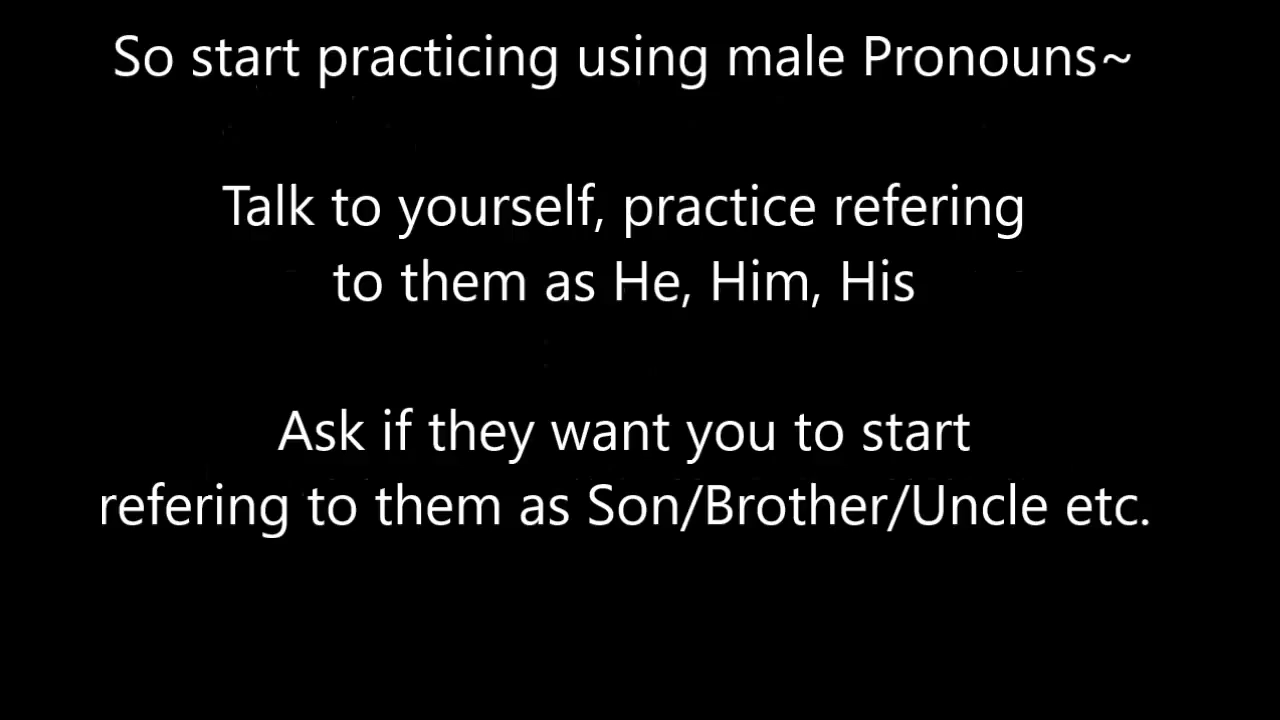 So start practicing using male Pronouns~
Talk to yourself, practice refering
to them as He, Him, His
Ask if they want you to start
refering to them as Son/Brother/Uncle etc.